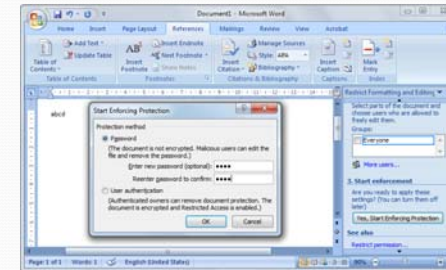 Document1 - Microsoft Word
Home Insert Page Layout References Mailings Review View Acrobat
Table of Contents
Add Text
Update Table
AB
Insert Footnote
Insert Endnote
Next Footnote
Show Notes
Insert Citation
Manage Sources
Style: APA
Bibliography
Insert Caption
Mark Entry
Table of Contents Footnotes Citations & Bibliography Captions Index
Restrict Formatting and Editing
Select parts of the document and
choose users who are allowed to
freely edit them.
Groups:
Everyone
More users...
3. Start enforcement
Are you ready to apply these
settings? (You can turn them off
later)
Yes, Start Enforcing Protection
See also
Restrict permission...
abcd
Start Enforcing Protection
Protection method
Password
(The document is not encrypted. Malicious users can edit the
file and remove the password.)
Enter new password (optional):
Reenter password to confirm:
User authentication
(Authenticated owners can remove document protection. The
document is encrypted and Restricted Access is enabled.)
OK Cancel
Page: 1 of 1 Words: 1 English (United States) 90%